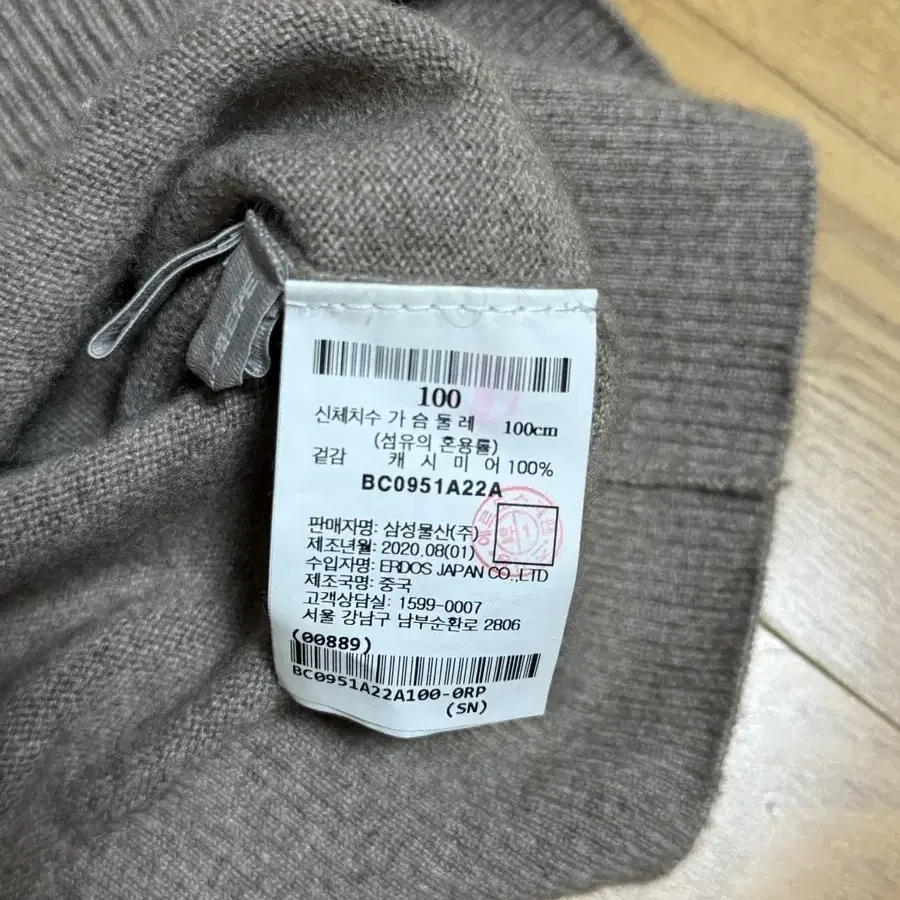 100
신체치수 가 슴 둘 레 100cm
(섬유의 혼용률)
겉감 캐 시 미 어 100%
BC0951A22A
판매자명: 삼성물산(주)
제조년월: 2020.08(01)
수입자명: ERDOS JAPAN CO.,LTD
제조국명: 중국
고객상담실: 1599-0007
서울 강남구 남부순환로 2806
(00889)
BC0951A22A100-0RP
(SN)